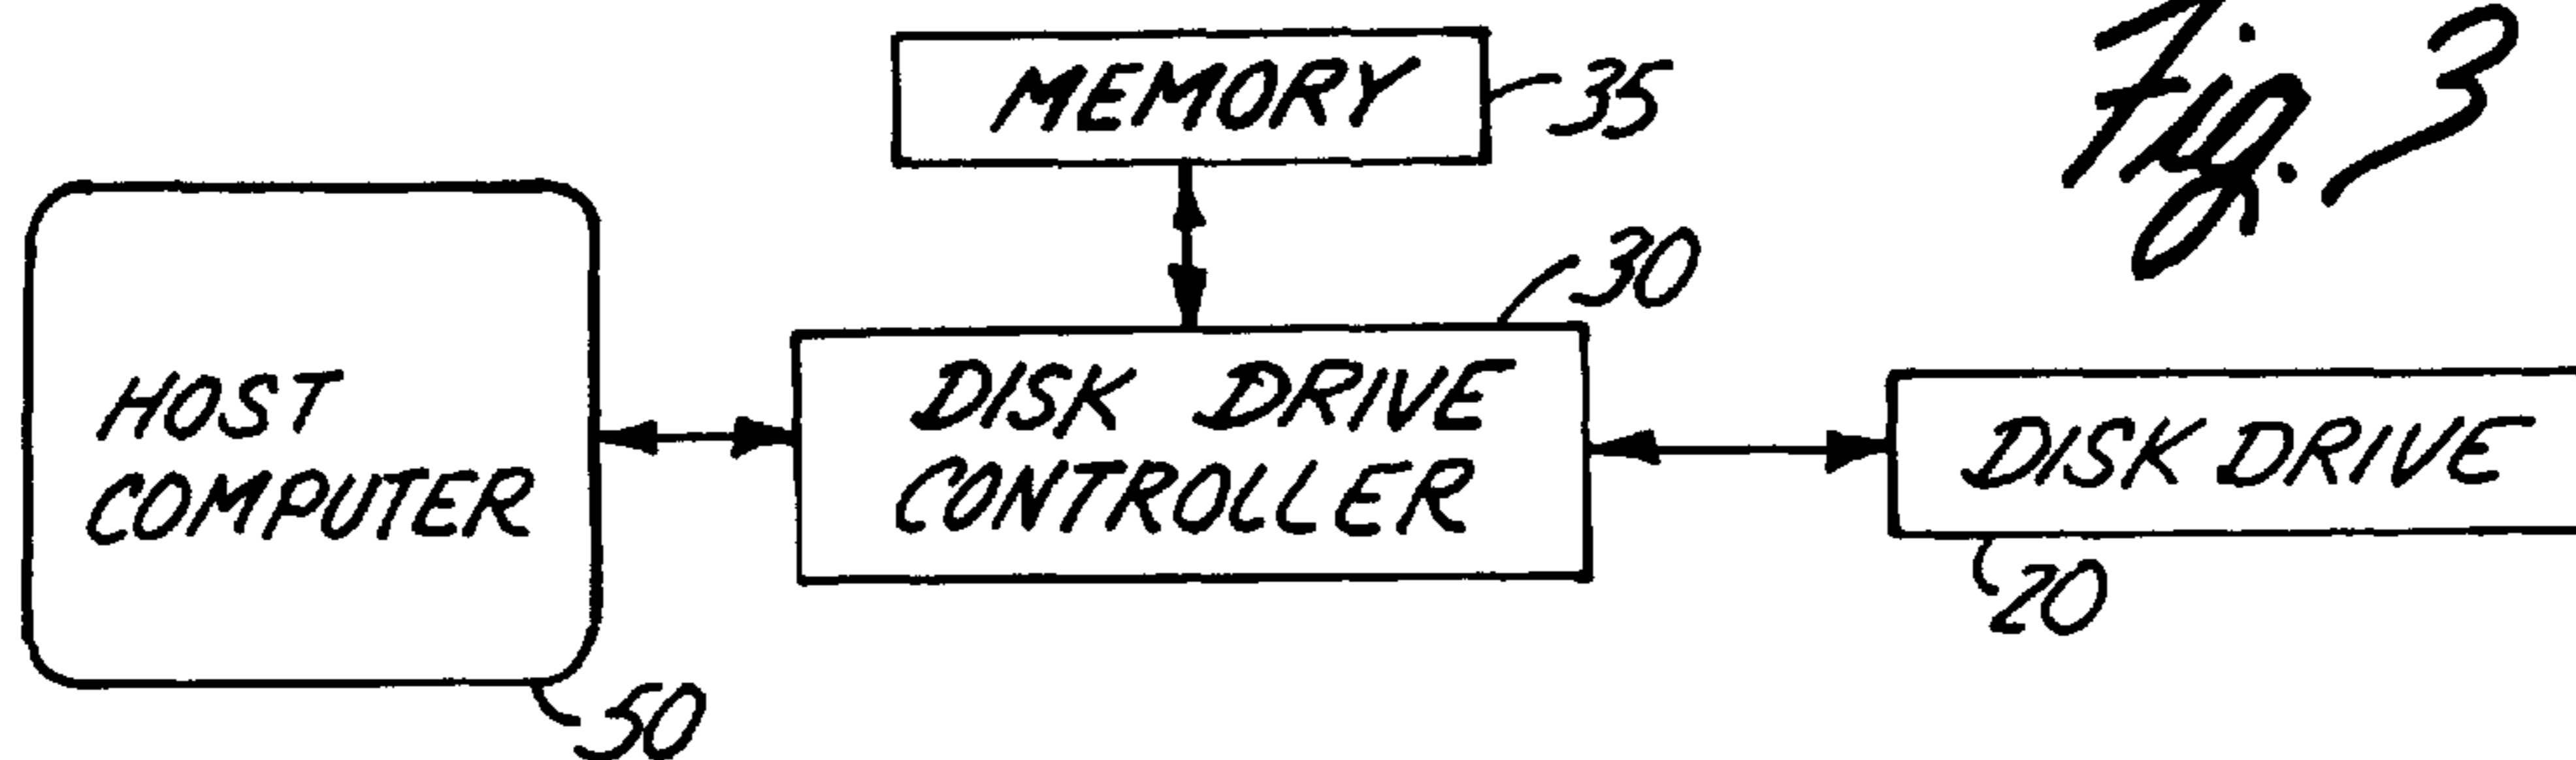 Fig. 3
MEMORY
35
30
HOST
COMPUTER
DISK DRIVE
CONTROLLER
DISK DRIVE
20
50